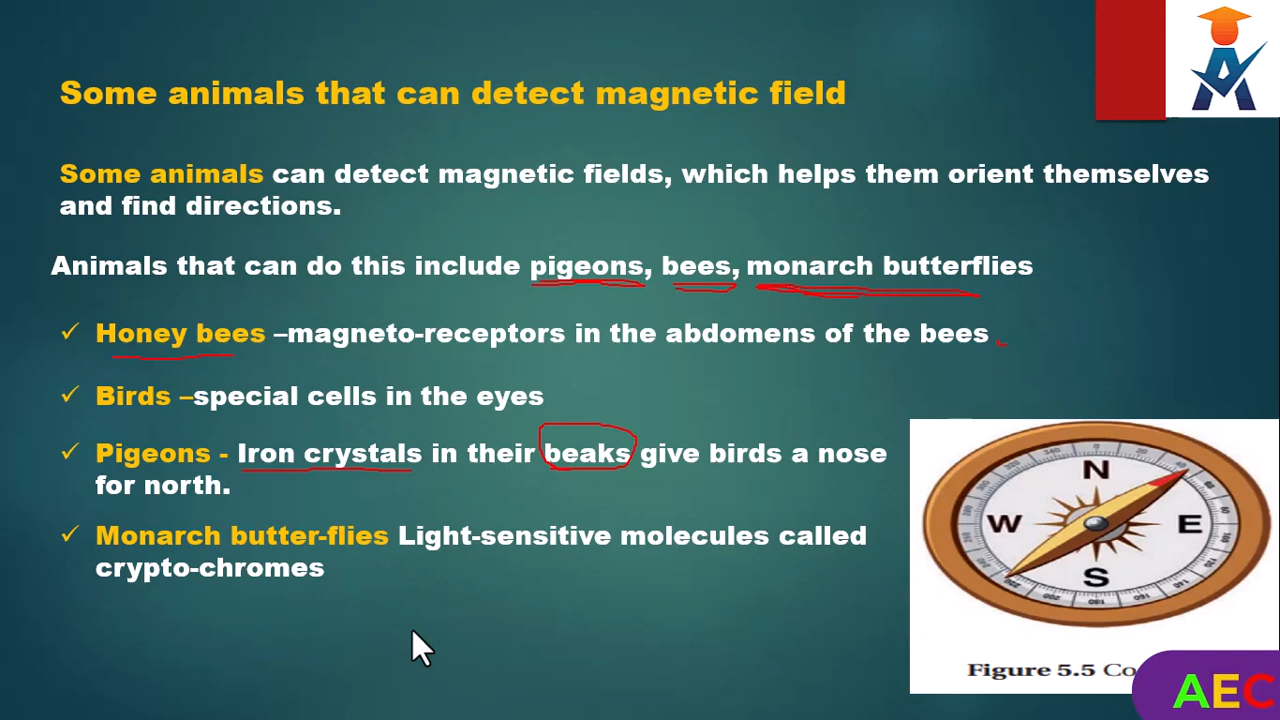 Some animals that can detect magnetic field
Some animals can detect magnetic fields, which helps them orient themselves
and find directions.
Animals that can do this include pigeons, bees, monarch butterflies
✓ Honey bees –magneto-receptors in the abdomens of the bees
✓ Birds –special cells in the eyes
✓ Pigeons - Iron crystals in their beaks give birds a nose
for north.
✓ Monarch butter-flies Light-sensitive molecules called
crypto-chromes
N
W E
S
Figure 5.5 Co
AEC